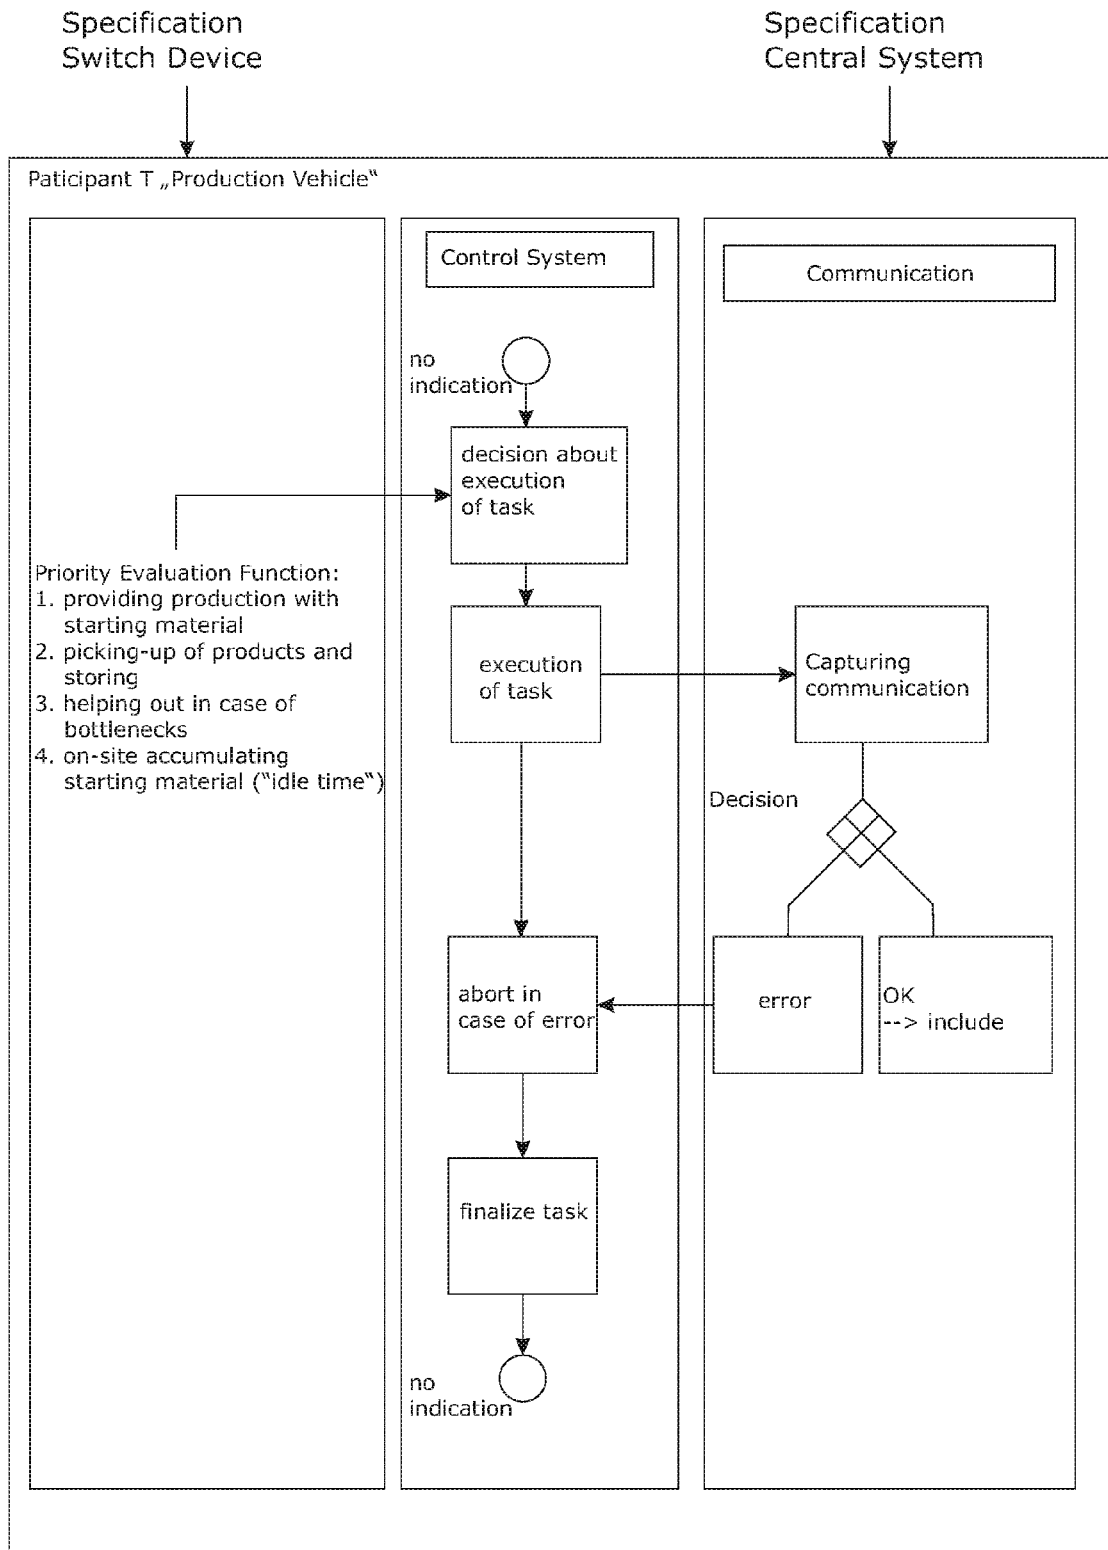 Specification
Switch Device
Specification
Central System
Paticipant T „Production Vehicle“
Control System
Communication
no
indication
decision about
execution
of task
Priority Evaluation Function:
1. providing production with
starting material
2. picking-up of products and
storing
3. helping out in case of
bottlenecks
4. on-site accumulating
starting material (“idle time“)
execution
of task
Capturing
communication
Decision
abort in
case of error
error
OK
--> include
finalize task
no
indication